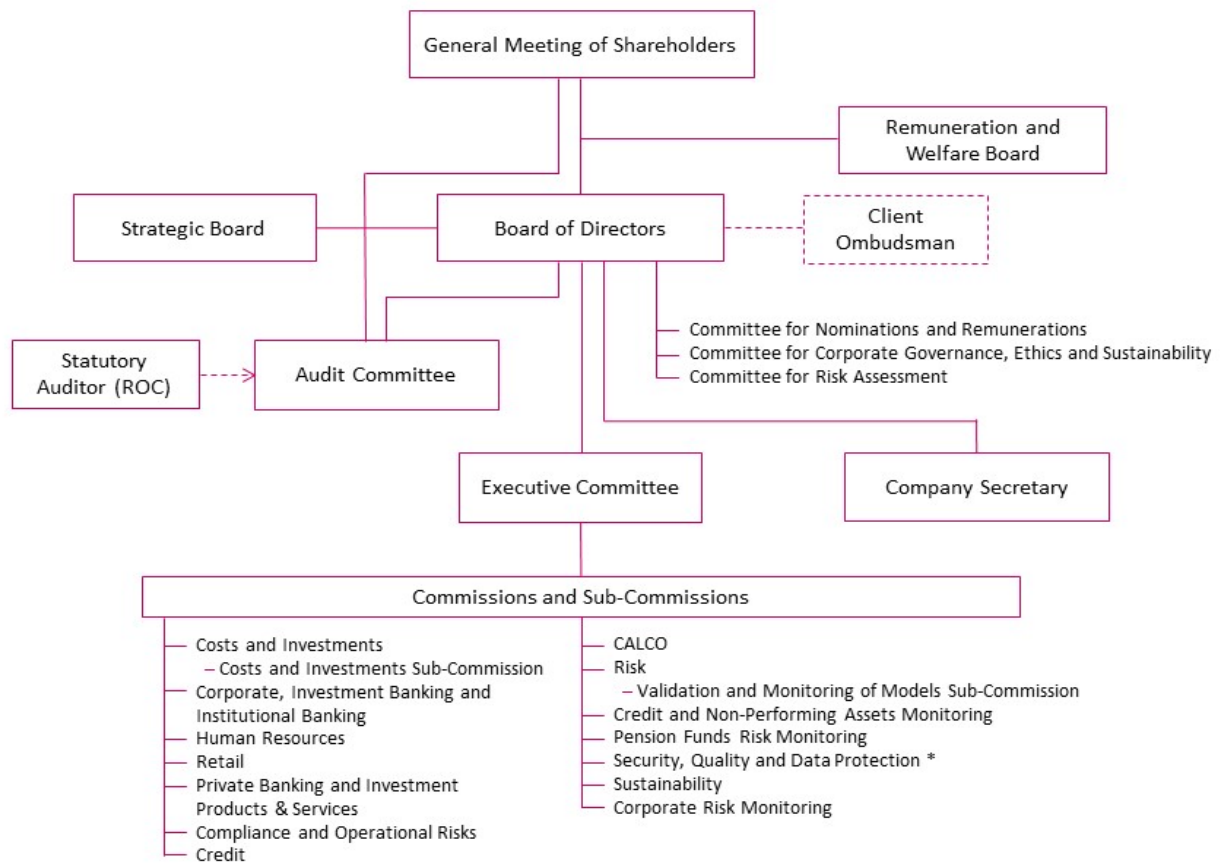 General Meeting of Shareholders
Remuneration and
Welfare Board
Strategic Board
Board of Directors
Client
Ombudsman
Committee for Nominations and Remunerations
Committee for Corporate Governance, Ethics and Sustainability
Committee for Risk Assessment
Statutory
Auditor (ROC)
Audit Committee
Executive Committee
Company Secretary
Commissions and Sub-Commissions
Costs and Investments
– Costs and Investments Sub-Commission
Corporate, Investment Banking and
Institutional Banking
Human Resources
Retail
Private Banking and Investment
Products & Services
Compliance and Operational Risks
Credit
CALCO
Risk
– Validation and Monitoring of Models Sub-Commission
Credit and Non-Performing Assets Monitoring
Pension Funds Risk Monitoring
Security, Quality and Data Protection *
Sustainability
Corporate Risk Monitoring